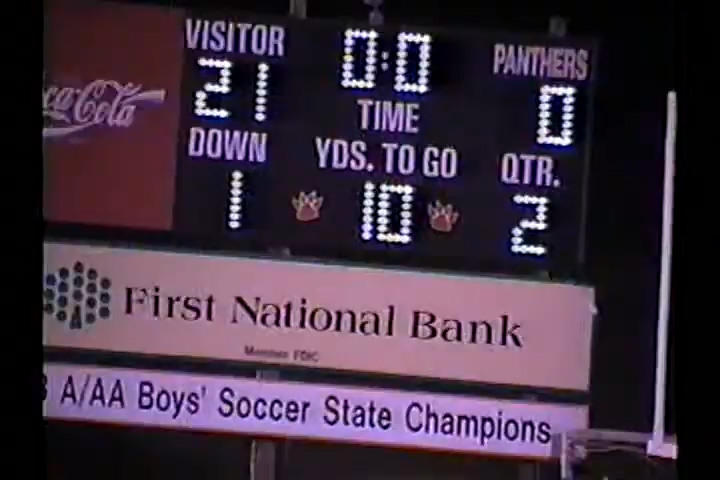 VISITOR 0:0 PANTHERS
21 TIME 0
DOWN YDS. TO GO QTR.
1 10 2
ca-Cola
First National Bank
Member FDIC
A/AA Boys' Soccer State Champions